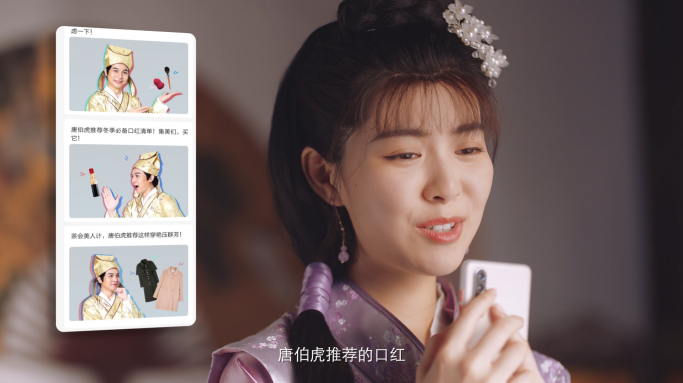 虑一下！
唐伯虎推荐冬季必备口红清单！集美们，买
它！
茶会美人计，唐伯虎推荐这样穿艳压群芳！
唐伯虎推荐的口红